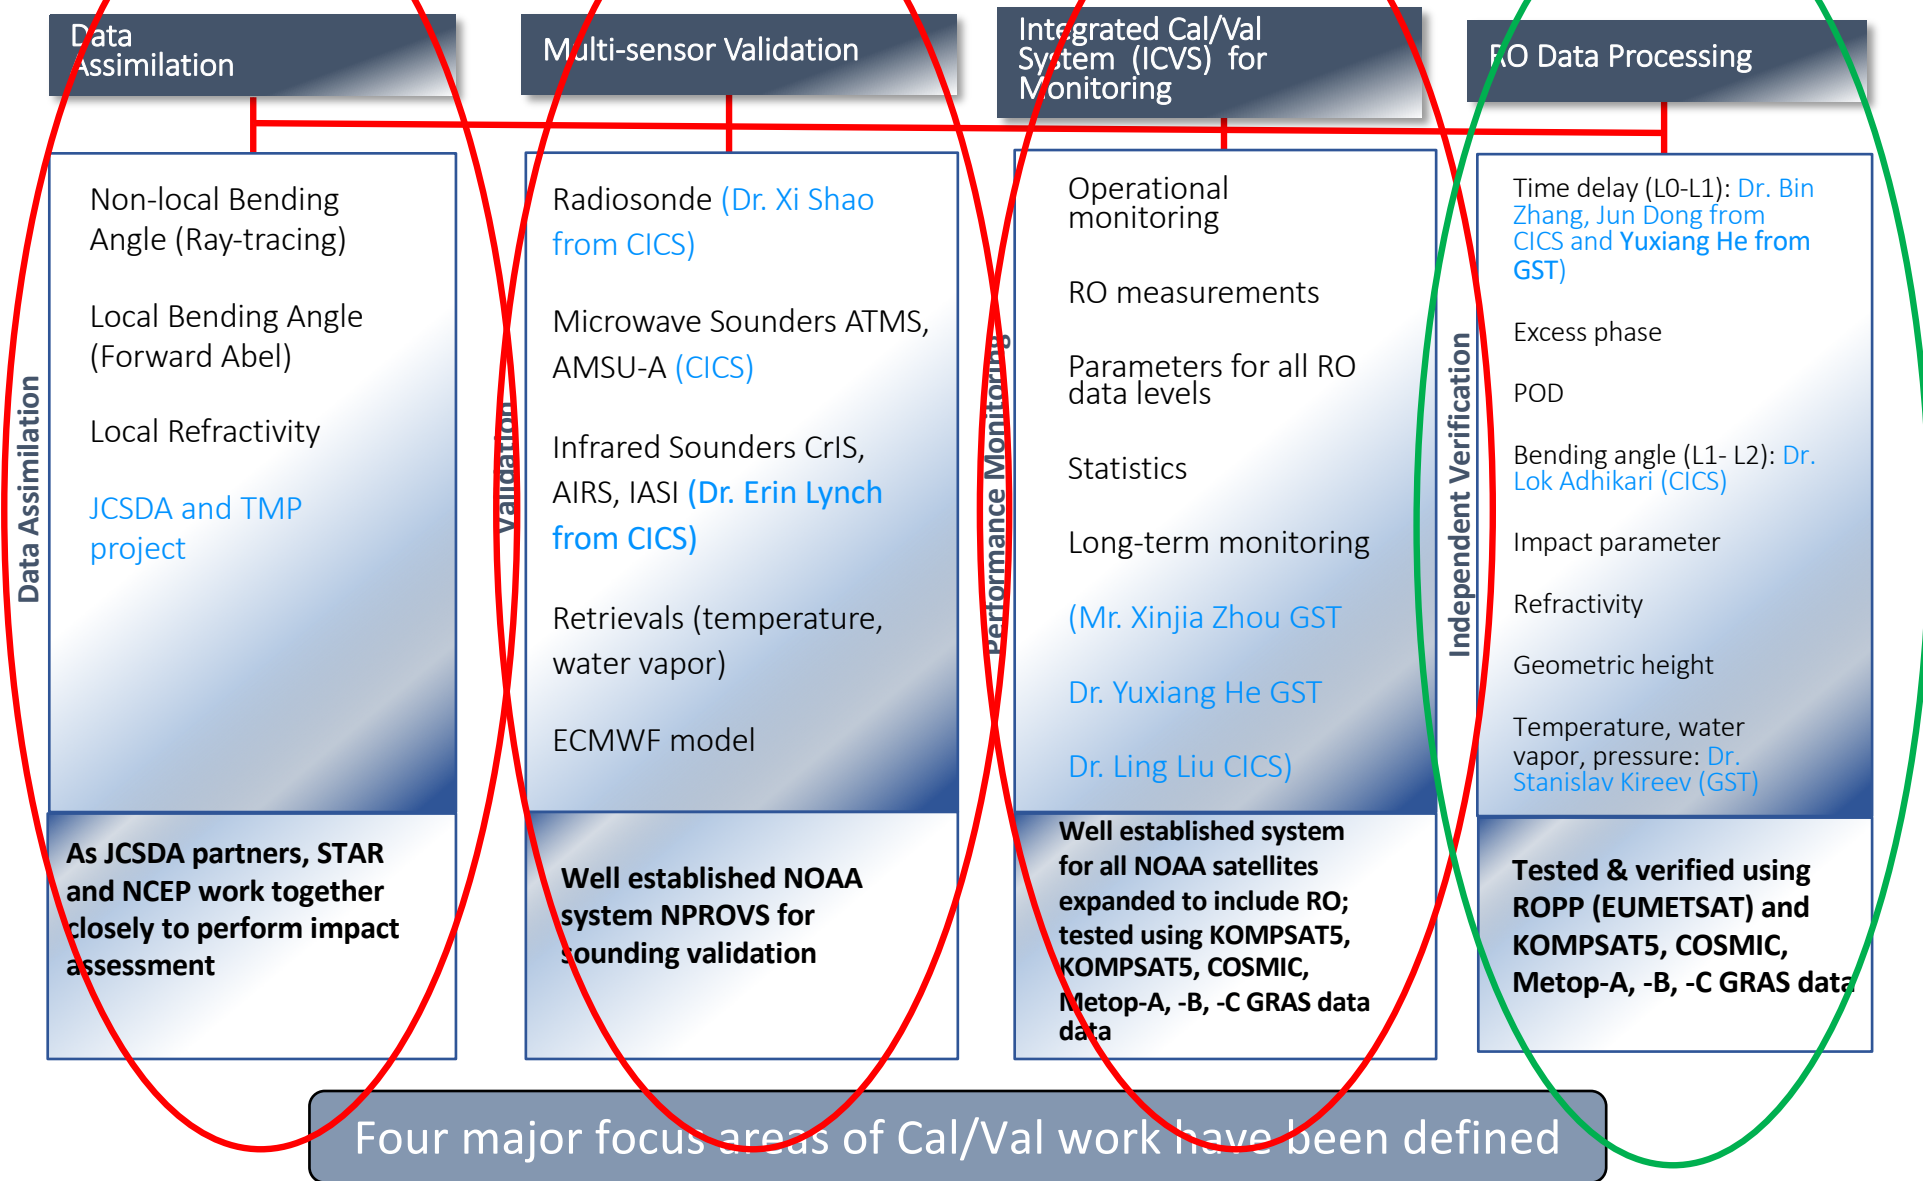 Data
Assimilation
Multi-sensor Validation
Integrated Cal/Val
System (ICVS) for
Monitoring
RO Data Processing
Data Assimilation
Non-local Bending
Angle (Ray-tracing)
Local Bending Angle
(Forward Abel)
Local Refractivity
JCSDA and TMP
project
As JCSDA partners, STAR
and NCEP work together
closely to perform impact
assessment
Validation
Radiosonde (Dr. Xi Shao
from CICS)
Microwave Sounders ATMS,
AMSU-A (CICS)
Infrared Sounders CrIS,
AIRS, IASI (Dr. Erin Lynch
from CICS)
Retrievals (temperature,
water vapor)
ECMWF model
Well established NOAA
system NPROVS for
sounding validation
Performance Monitoring
Operational
monitoring
RO measurements
Parameters for all RO
data levels
Statistics
Long-term monitoring
(Mr. Xinjia Zhou GST
Dr. Yuxiang He GST
Dr. Ling Liu CICS)
Well established system
for all NOAA satellites
expanded to include RO;
tested using KOMPSAT5,
KOMPSAT5, COSMIC,
Metop-A, -B, -C GRAS data
data
Independent Verification
Time delay (L0-L1): Dr. Bin
Zhang, Jun Dong from
CICS and Yuxiang He from
GST)
Excess phase
POD
Bending angle (L1- L2): Dr.
Lok Adhikari (CICS)
Impact parameter
Refractivity
Geometric height
Temperature, water
vapor, pressure: Dr.
Stanislav Kireev (GST)
Tested & verified using
ROPP (EUMETSAT) and
KOMPSAT5, COSMIC,
Metop-A, -B, -C GRAS data
Four major focus areas of Cal/Val work have been defined